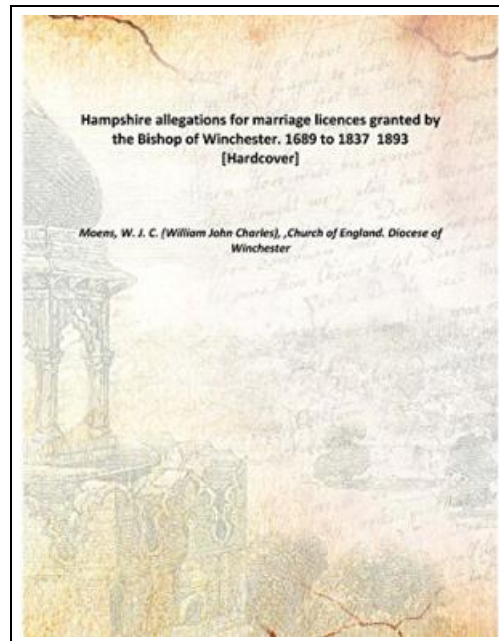 Hampshire allegations for marriage licences granted by
the Bishop of Winchester. 1689 to 1837 1893
[Hardcover]
Moens, W. J. C. (William John Charles), ,Church of England. Diocese of
Winchester